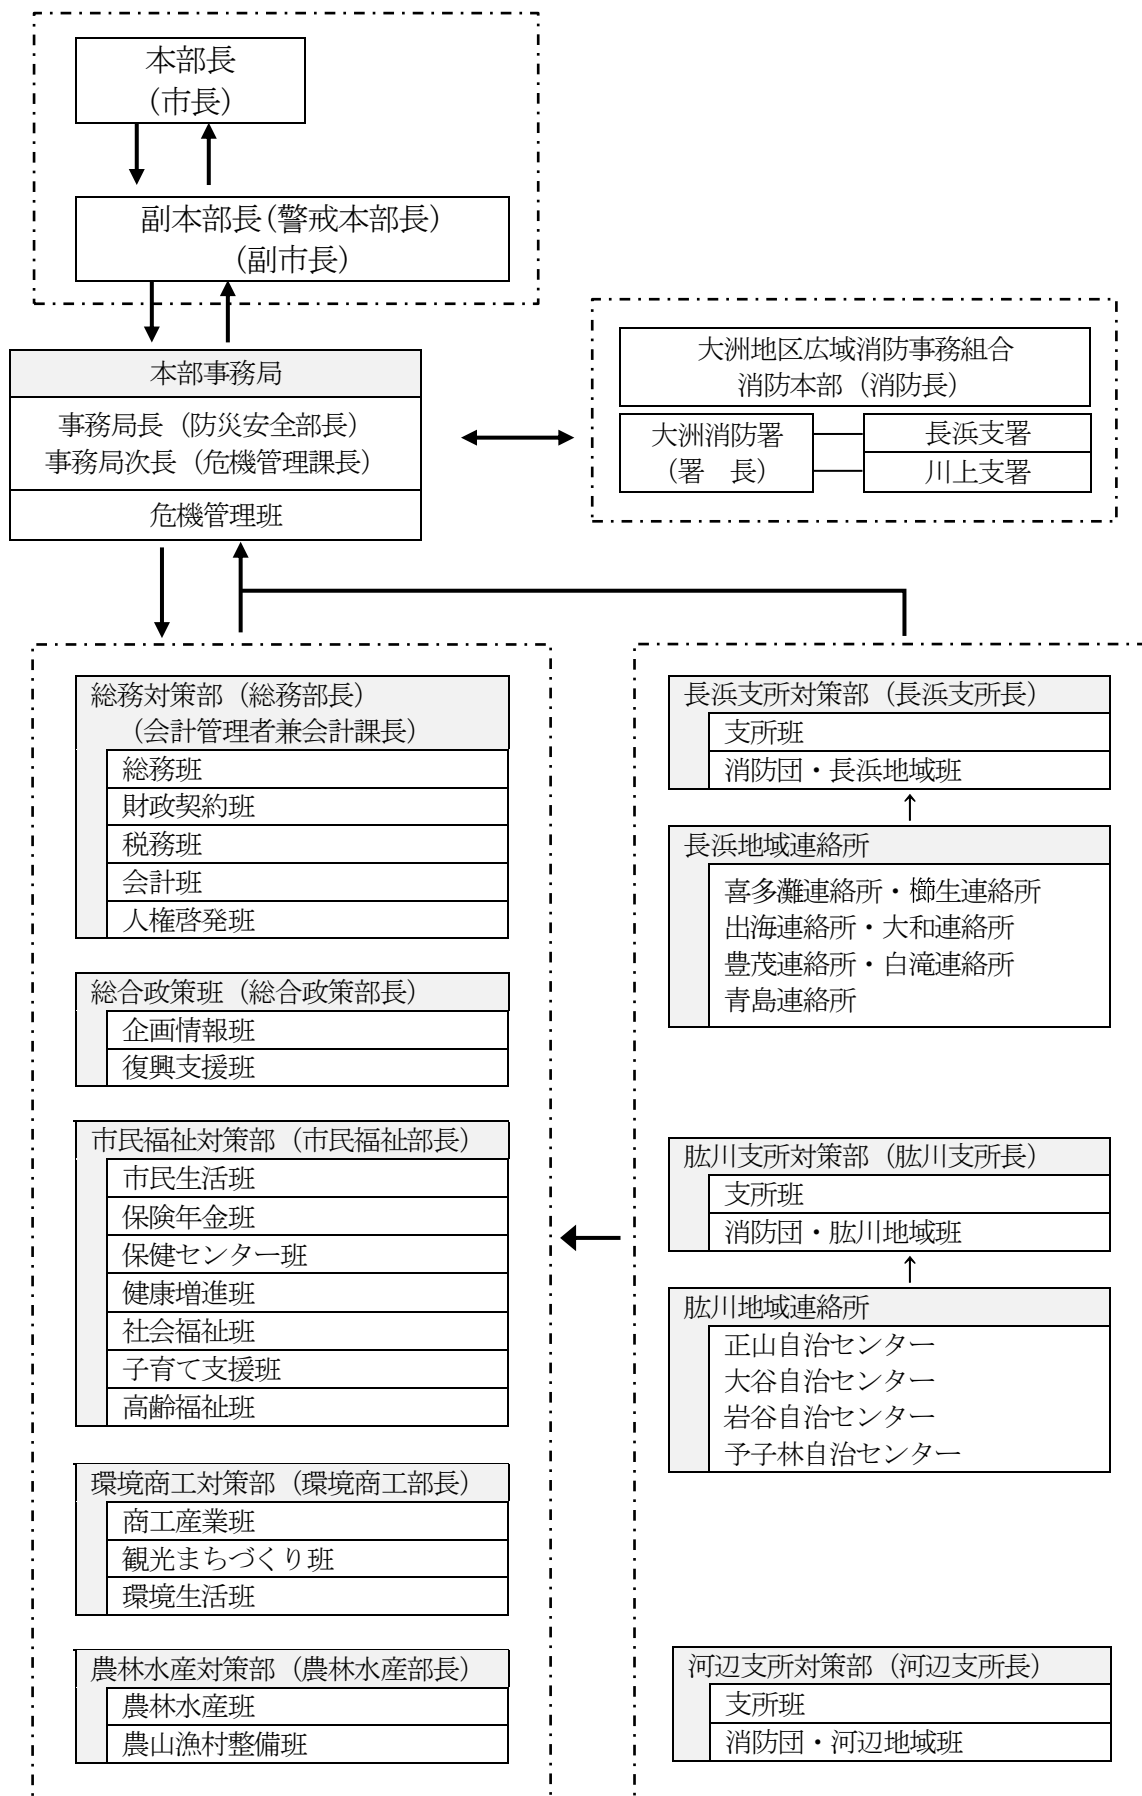 本部長
(市長)
副本部長(警戒本部長)
(副市長)
本部事務局
事務局長（防災安全部長）
事務局次長（危機管理課長）
危機管理班
大洲地区広域消防事務組合
消防本部（消防長）
大洲消防署
（署　長）
長浜支署
川上支署
総務対策部（総務部長）
（会計管理者兼会計課長）
総務班
財政契約班
税務班
会計班
人権啓発班
総合政策班（総合政策部長）
企画情報班
復興支援班
市民福祉対策部（市民福祉部長）
市民生活班
保険年金班
保健センター班
健康増進班
社会福祉班
子育て支援班
高齢福祉班
環境商工対策部（環境商工部長）
商工産業班
観光まちづくり班
環境生活班
農林水産対策部（農林水産部長）
農林水産班
農山漁村整備班
長浜支所対策部（長浜支所長）
支所班
消防団・長浜地域班
↑
長浜地域連絡所
喜多灘連絡所・櫛生連絡所
出海連絡所・大和連絡所
豊茂連絡所・白滝連絡所
青島連絡所
肱川支所対策部（肱川支所長）
支所班
消防団・肱川地域班
↑
肱川地域連絡所
正山自治センター
大谷自治センター
岩谷自治センター
予子林自治センター
河辺支所対策部（河辺支所長）
支所班
消防団・河辺地域班